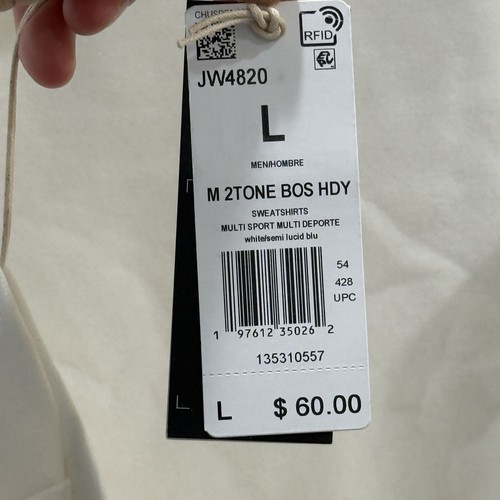 RFID
JW4820
L
MEN/HOMBRE
M 2TONE BOS HDY
SWEATSHIRTS
MULTI SPORT MULTI DEPORTE
white/semi lucid blu
54
428
UPC
1 97612 35026 2
135310557
L $ 60.00